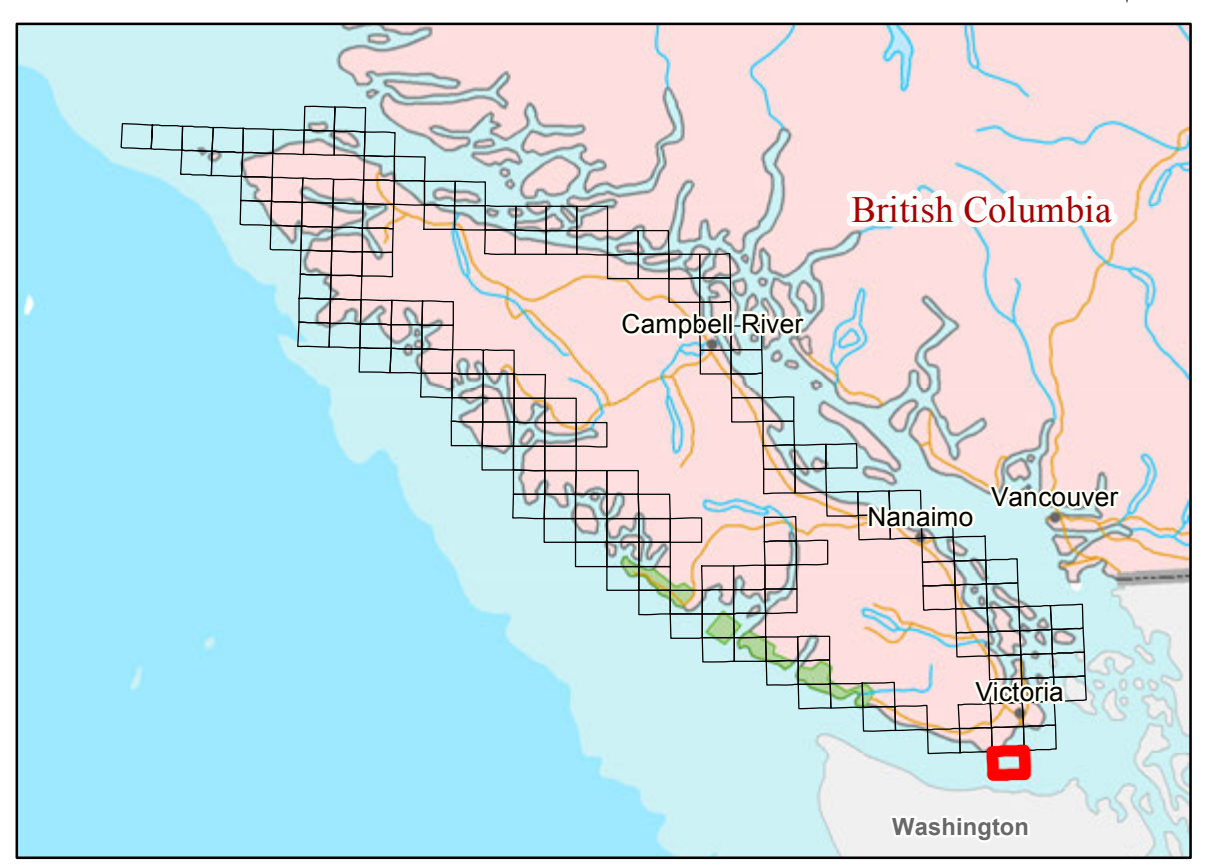 British Columbia
Campbell River
Vancouver
Nanaimo
Victoria
Washington